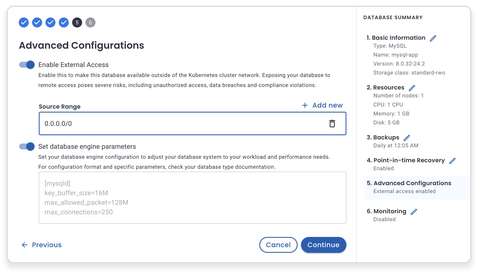 5
6
Advanced Configurations
Enable External Access
Enable this to make this database available outside of the Kubernetes cluster network. Exposing your database to
remote access poses severe risks, including unauthorized access, data breaches and compliance violations.
Source Range
+ Add new
0.0.0.0/0
Set database engine parameters
Set your database engine configuration to adjust your database system to your workload and performance needs.
For configuration format and specific parameters, check your database type documentation.
[mysqld]
key_buffer_size=16M
max_allowed_packet=128M
max_connections=250
← Previous
Cancel
Continue
DATABASE SUMMARY
1. Basic Information
Type: MySQL
Name: mysql-app
Version: 8.0.32-24.2
Storage class: standard-rwo
2. Resources
Number of nodes: 1
CPU: 1 CPU
Memory: 1 GB
Disk: 5 GB
3. Backups
Daily at 12:05 AM
4. Point-in-time Recovery
Enabled
5. Advanced Configurations
External access enabled
6. Monitoring
Disabled